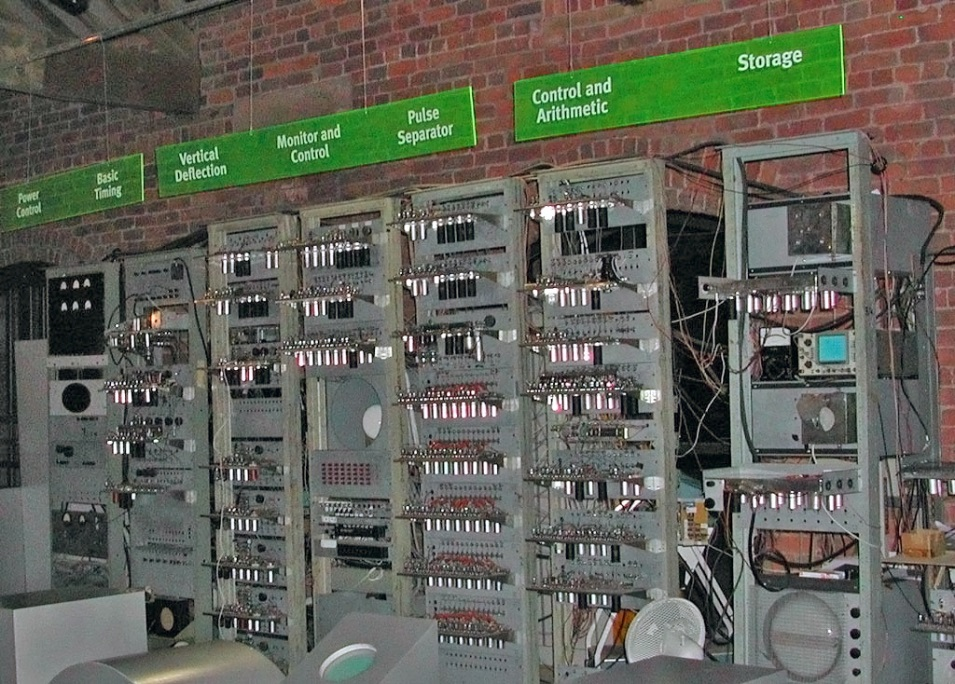 Power
Control
Basic
Timing
Vertical
Deflection
Monitor and
Control
Pulse
Separator
Control and
Arithmetic
Storage